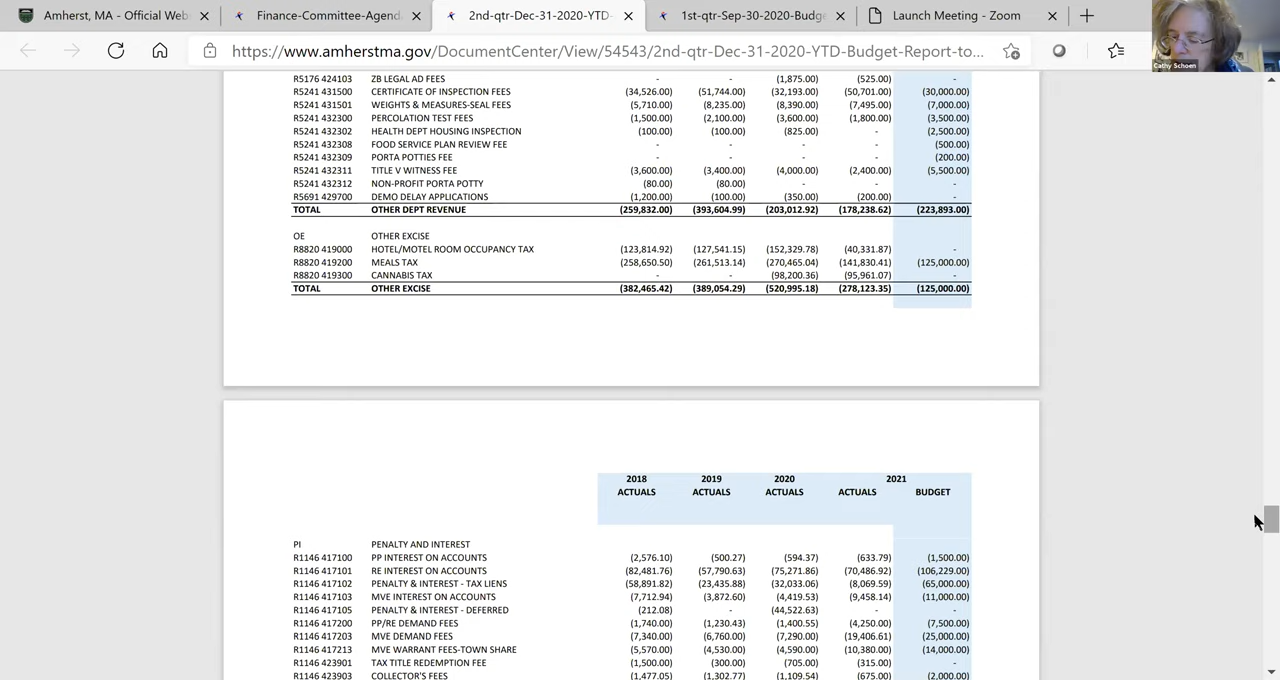 Amherst, MA - Official Web
Finance-Committee-Agend
2nd-qtr-Dec-31-2020-YTD-
1st-qtr-Sep-30-2020-Budge
Launch Meeting - Zoom
https://www.amherstma.gov/DocumentCenter/View/54543/2nd-qtr-Dec-31-2020-YTD-Budget-Report-to...
Cathy Schoen
R5176 424103 ZB LEGAL AD FEES - - (1,875.00) (525.00) -
R5241 431500 CERTIFICATE OF INSPECTION FEES (34,526.00) (51,744.00) (32,193.00) (50,701.00) (30,000.00)
R5241 431501 WEIGHTS & MEASURES-SEAL FEES (5,710.00) (8,235.00) (8,390.00) (7,495.00) (7,000.00)
R5241 432300 PERCOLATION TEST FEES (1,500.00) (2,100.00) (3,600.00) (1,800.00) (3,500.00)
R5241 432302 HEALTH DEPT HOUSING INSPECTION (100.00) (100.00) (825.00) - (2,500.00)
R5241 432308 FOOD SERVICE PLAN REVIEW FEE - - - - (500.00)
R5241 432309 PORTA POTTIES FEE - - - - (200.00)
R5241 432311 TITLE V WITNESS FEE (3,600.00) (3,400.00) (4,000.00) (2,400.00) (5,500.00)
R5241 432312 NON-PROFIT PORTA POTTY (80.00) (80.00) - - -
R5691 429700 DEMO DELAY APPLICATIONS (1,200.00) (100.00) (350.00) (200.00) -
TOTAL OTHER DEPT REVENUE (259,832.00) (393,604.99) (203,012.92) (178,238.62) (223,893.00)
OE OTHER EXCISE
R8820 419000 HOTEL/MOTEL ROOM OCCUPANCY TAX (123,814.92) (127,541.15) (152,329.78) (40,331.87) -
R8820 419200 MEALS TAX (258,650.50) (261,513.14) (270,465.04) (141,830.41) (125,000.00)
R8820 419300 CANNABIS TAX - - (98,200.36) (95,961.07) -
TOTAL OTHER EXCISE (382,465.42) (389,054.29) (520,995.18) (278,123.35) (125,000.00)
2018 2019 2020 2021
ACTUALS ACTUALS ACTUALS ACTUALS BUDGET
PI PENALTY AND INTEREST
R1146 417100 PP INTEREST ON ACCOUNTS (2,576.10) (500.27) (594.37) (633.79) (1,500.00)
R1146 417101 RE INTEREST ON ACCOUNTS (82,481.76) (57,790.63) (75,271.86) (70,486.92) (106,229.00)
R1146 417102 PENALTY & INTEREST - TAX LIENS (58,891.82) (23,435.88) (32,033.06) (8,069.59) (65,000.00)
R1146 417103 MVE INTEREST ON ACCOUNTS (7,712.94) (3,872.60) (4,419.53) (9,458.14) (11,000.00)
R1146 417105 PENALTY & INTEREST - DEFERRED (212.08) - (44,522.63) - -
R1146 417200 PP/RE DEMAND FEES (1,740.00) (1,230.43) (1,400.55) (4,250.00) (7,500.00)
R1146 417203 MVE DEMAND FEES (7,340.00) (6,760.00) (7,290.00) (19,406.61) (25,000.00)
R1146 417213 MVE WARRANT FEES-TOWN SHARE (5,570.00) (4,530.00) (4,590.00) (10,380.00) (14,000.00)
R1146 423901 TAX TITLE REDEMPTION FEE (1,500.00) (300.00) (705.00) (315.00) -
R1146 423903 COLLECTOR'S FEES (1,477.05) (1,302.77) (1,109.54) (675.00) (2,000.00)